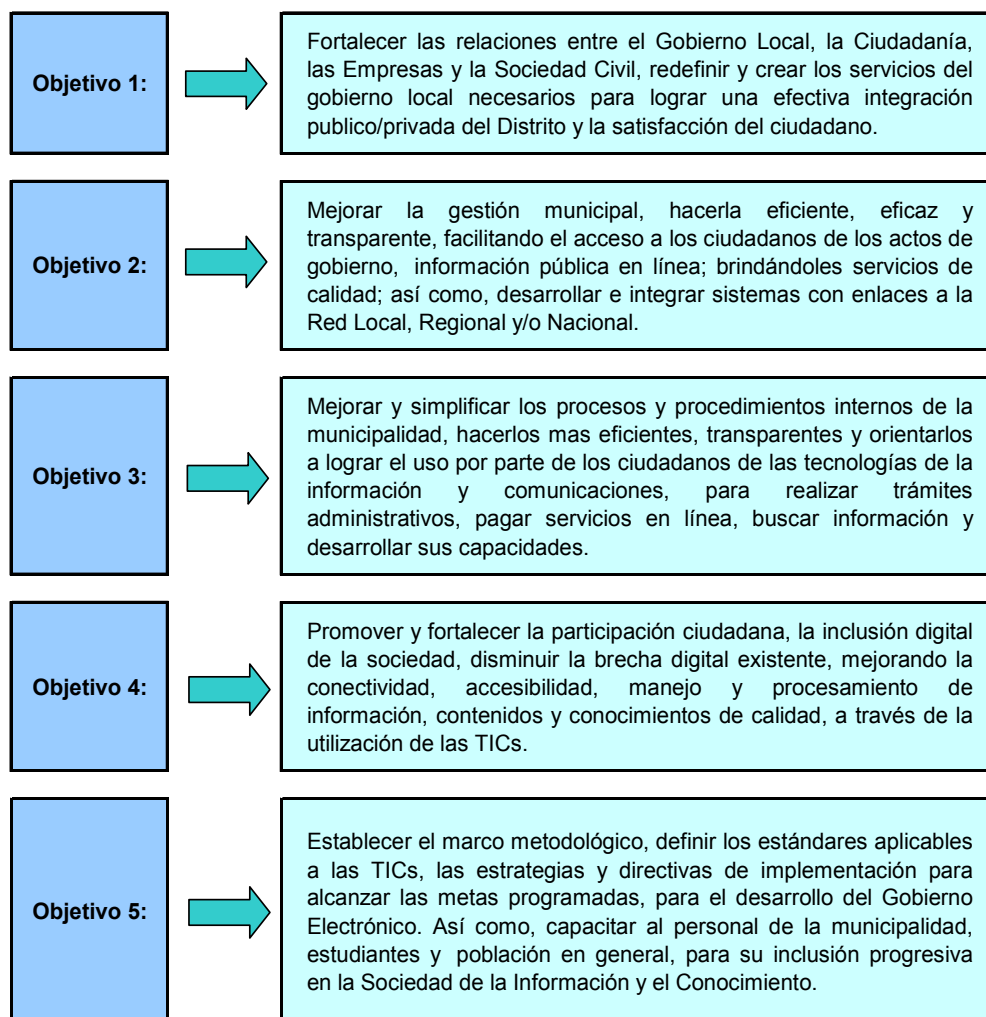 Objetivo 1:
Fortalecer las relaciones entre el Gobierno Local, la Ciudadanía,
las Empresas y la Sociedad Civil, redefinir y crear los servicios del
gobierno local necesarios para lograr una efectiva integración
publico/privada del Distrito y la satisfacción del ciudadano.
Objetivo 2:
Mejorar la gestión municipal, hacerla eficiente, eficaz y
transparente, facilitando el acceso a los ciudadanos de los actos de
gobierno, información pública en línea; brindándoles servicios de
calidad; así como, desarrollar e integrar sistemas con enlaces a la
Red Local, Regional y/o Nacional.
Objetivo 3:
Mejorar y simplificar los procesos y procedimientos internos de la
municipalidad, hacerlos mas eficientes, transparentes y orientarlos
a lograr el uso por parte de los ciudadanos de las tecnologías de la
información y comunicaciones, para realizar trámites
administrativos, pagar servicios en línea, buscar información y
desarrollar sus capacidades.
Objetivo 4:
Promover y fortalecer la participación ciudadana, la inclusión digital
de la sociedad, disminuir la brecha digital existente, mejorando la
conectividad, accesibilidad, manejo y procesamiento de
información, contenidos y conocimientos de calidad, a través de la
utilización de las TICs.
Objetivo 5:
Establecer el marco metodológico, definir los estándares aplicables
a las TICs, las estrategias y directivas de implementación para
alcanzar las metas programadas, para el desarrollo del Gobierno
Electrónico. Así como, capacitar al personal de la municipalidad,
estudiantes y población en general, para su inclusión progresiva
en la Sociedad de la Información y el Conocimiento.